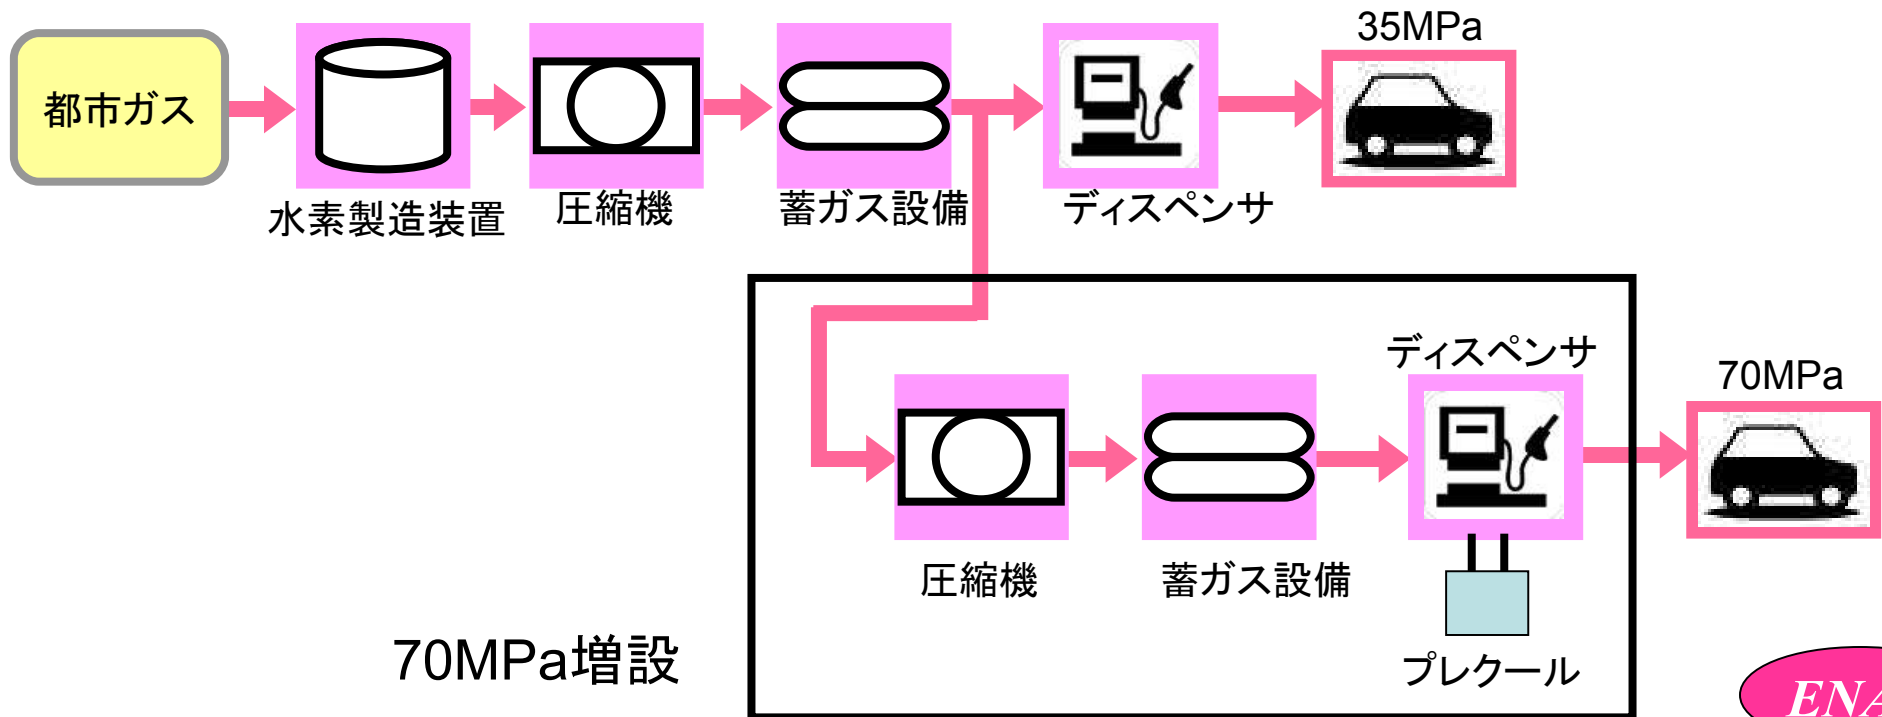 35MPa
都市ガス
水素製造装置
圧縮機
蓄ガス設備
ディスペンサ
ディスペンサ
70MPa
圧縮機
蓄ガス設備
プレクール
70MPa増設